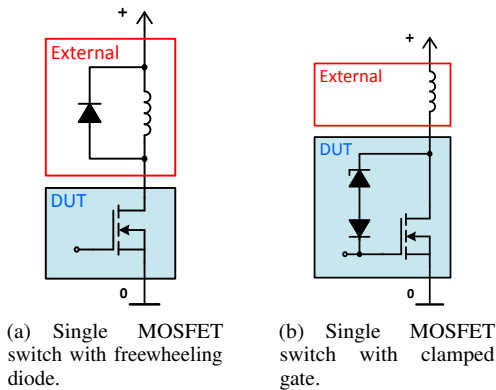 +
External
DUT
0
(a) Single MOSFET
switch with freewheeling
diode.
+
External
DUT
0
(b) Single MOSFET
switch with clamped
gate.